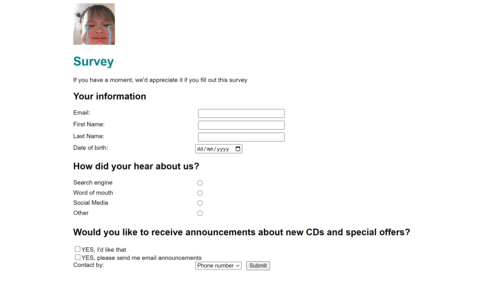 Survey
If you have a moment, we'd appreciate it if you fill out this survey
Your information
Email:
First Name:
Last Name:
Date of birth: dd/mm/yyyy
How did your hear about us?
Search engine
Word of mouth
Social Media
Other
Would you like to receive announcements about new CDs and special offers?
YES, I'd like that
YES, please send me email announcements
Contact by: Phone number Submit